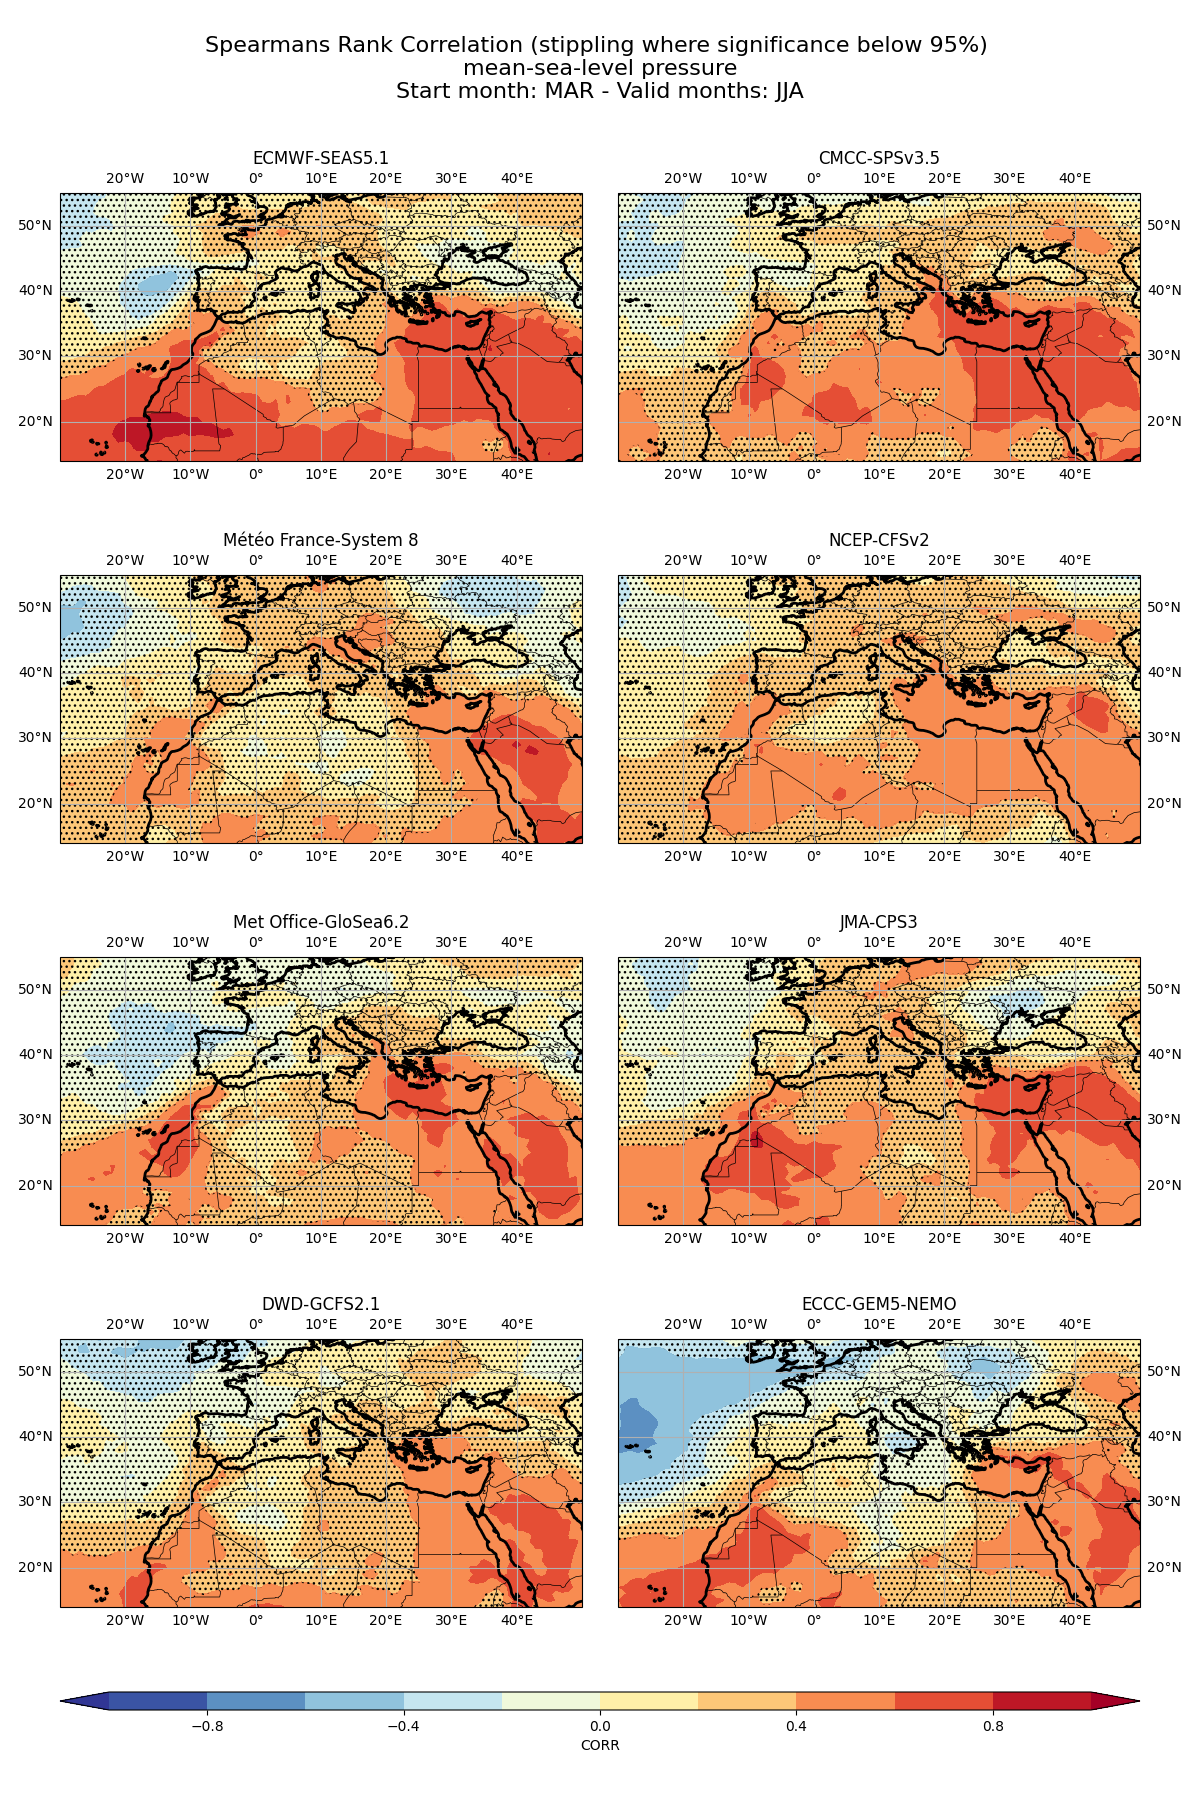 Spearmans Rank Correlation (stippling where significance below 95%)
mean-sea-level pressure
Start month: MAR - Valid months: JJA
ECMWF-SEAS5.1 CMCC-SPSv3.5
20°W 10°W 0° 10°E 20°E 30°E 40°E 20°W 10°W 0° 10°E 20°E 30°E 40°E
50°N 50°N
40°N 40°N
30°N 30°N
20°N 20°N
20°W 10°W 0° 10°E 20°E 30°E 40°E 20°W 10°W 0° 10°E 20°E 30°E 40°E
Météo France-System 8 NCEP-CFSv2
20°W 10°W 0° 10°E 20°E 30°E 40°E 20°W 10°W 0° 10°E 20°E 30°E 40°E
50°N 50°N
40°N 40°N
30°N 30°N
20°N 20°N
20°W 10°W 0° 10°E 20°E 30°E 40°E 20°W 10°W 0° 10°E 20°E 30°E 40°E
Met Office-GloSea6.2 JMA-CPS3
20°W 10°W 0° 10°E 20°E 30°E 40°E 20°W 10°W 0° 10°E 20°E 30°E 40°E
50°N 50°N
40°N 40°N
30°N 30°N
20°N 20°N
20°W 10°W 0° 10°E 20°E 30°E 40°E 20°W 10°W 0° 10°E 20°E 30°E 40°E
DWD-GCFS2.1 ECCC-GEM5-NEMO
20°W 10°W 0° 10°E 20°E 30°E 40°E 20°W 10°W 0° 10°E 20°E 30°E 40°E
50°N 50°N
40°N 40°N
30°N 30°N
20°N 20°N
20°W 10°W 0° 10°E 20°E 30°E 40°E 20°W 10°W 0° 10°E 20°E 30°E 40°E
−0.8 −0.4 0.0 0.4 0.8
CORR